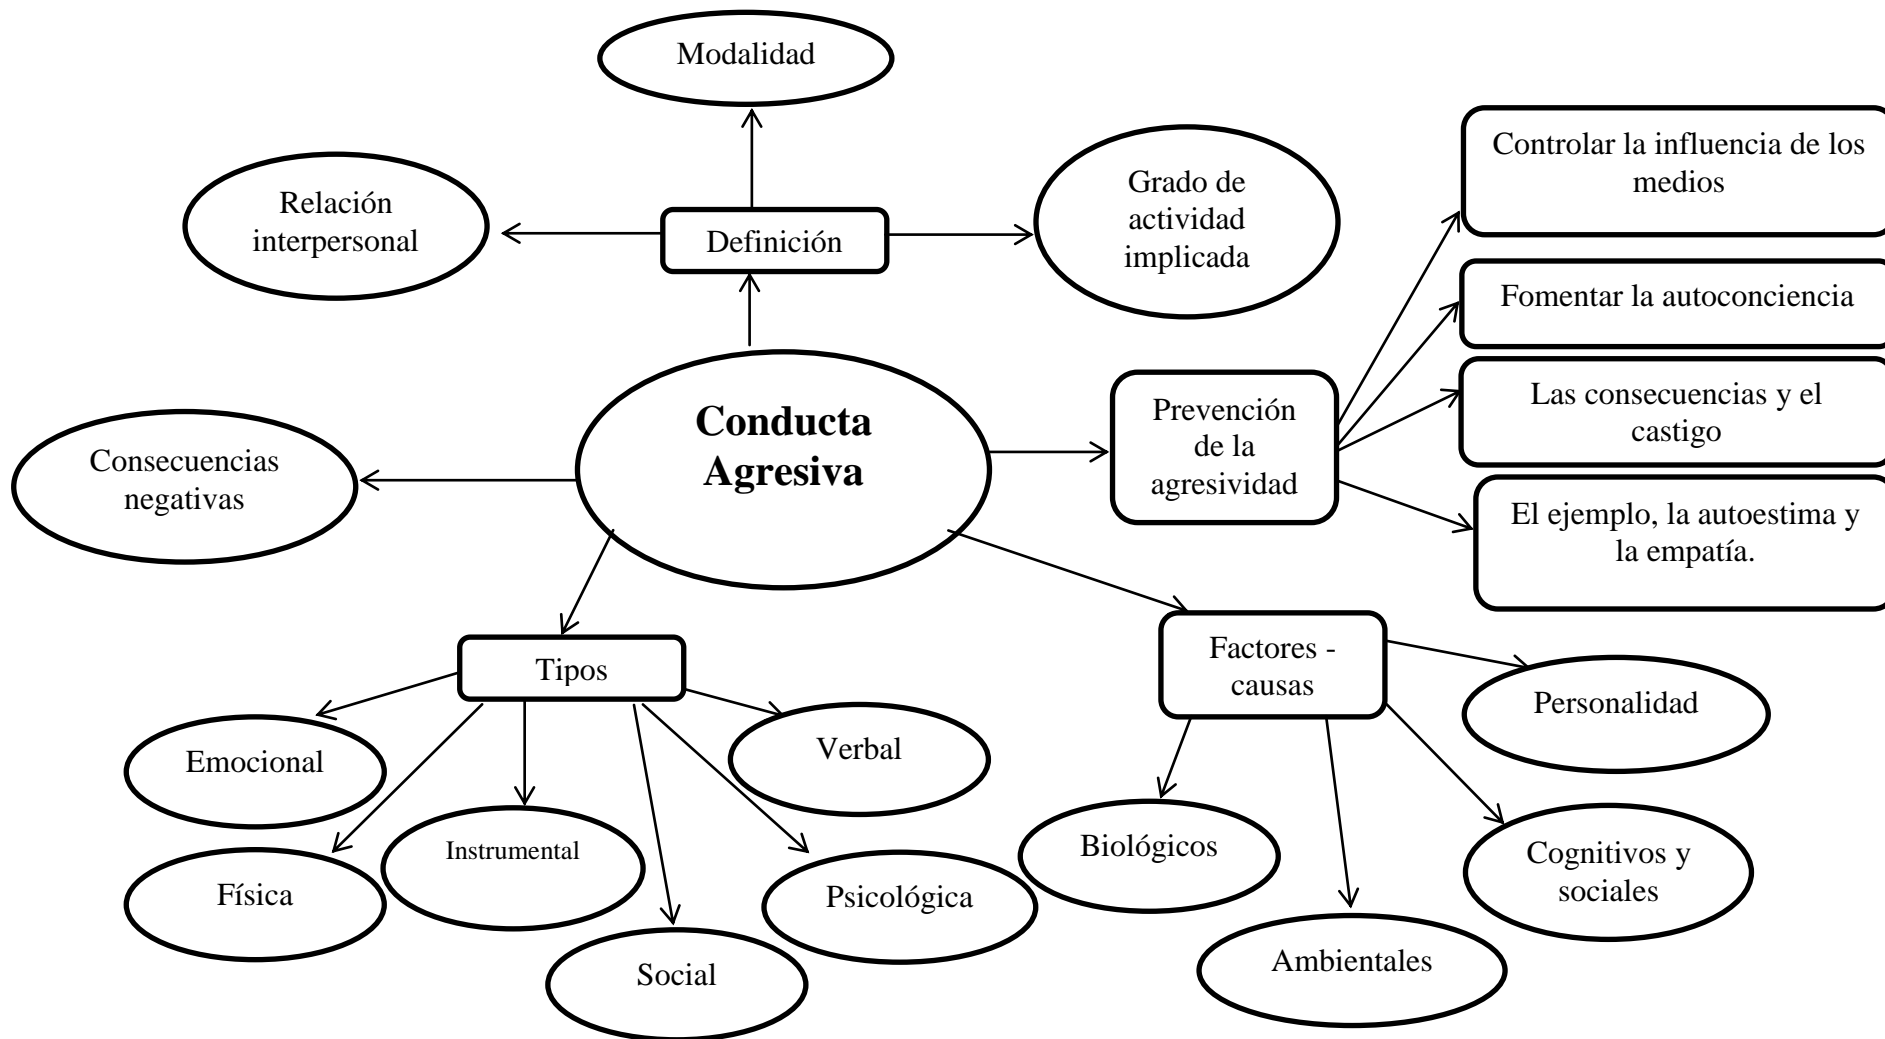 Modalidad
Controlar la influencia de los
medios
Relación
interpersonal
Definición
Grado de
actividad
implicada
Fomentar la autoconciencia
Conducta
Agresiva
Prevención
de la
agresividad
Las consecuencias y el
castigo
Consecuencias
negativas
El ejemplo, la autoestima y
la empatía.
Tipos
Factores -
causas
Emocional
Verbal
Personalidad
Física
Instrumental
Psicológica
Biológicos
Cognitivos y
sociales
Social
Ambientales